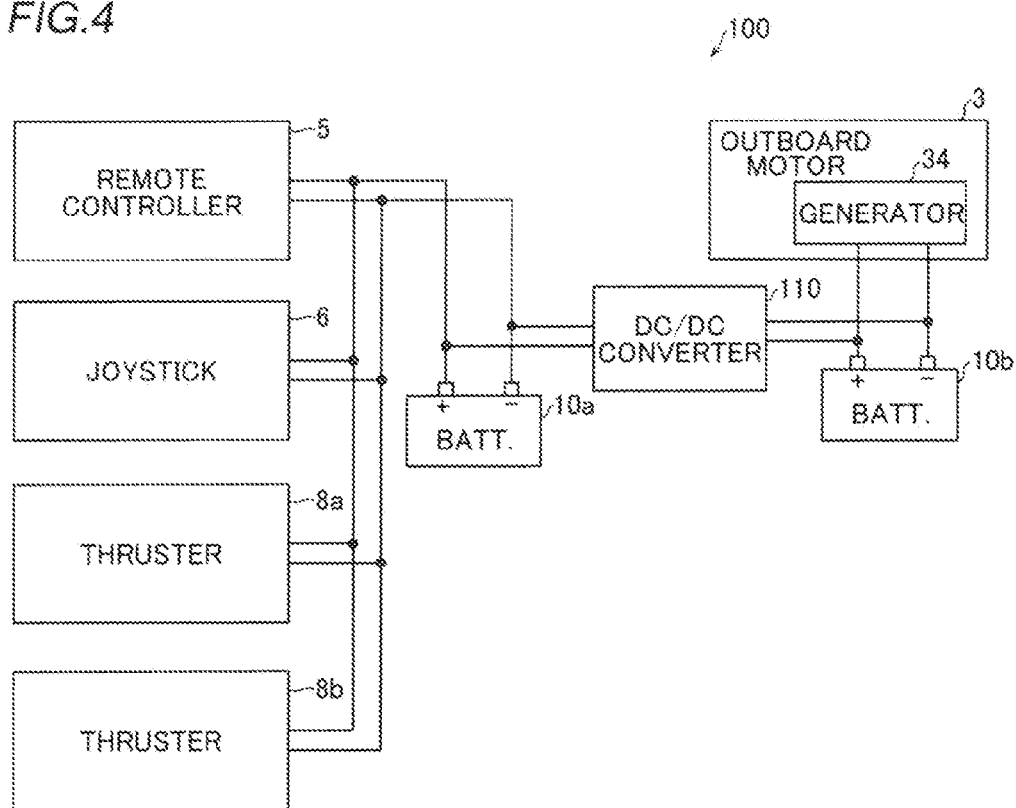 FIG.4
100
5
REMOTE
CONTROLLER
3
OUTBOARD
MOTOR
34
GENERATOR
6
JOYSTICK
110
DC/DC
CONVERTER
+
−
10a
BATT.
+
−
10b
BATT.
8a
THRUSTER
8b
THRUSTER